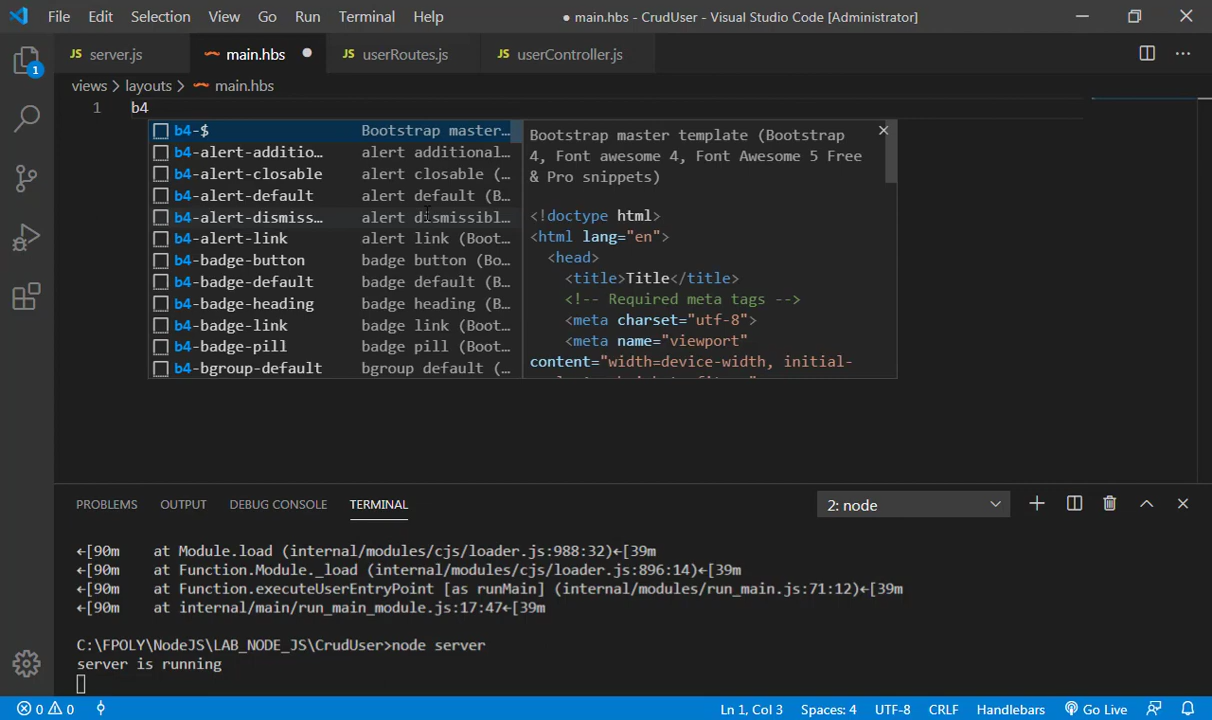 File Edit Selection View Go Run Terminal Help ● main.hbs - CrudUser - Visual Studio Code [Administrator]
JS server.js main.hbs ● JS userRoutes.js JS userController.js
1
views > layouts > main.hbs
1 b4
b4-$ Bootstrap master…
b4-alert-additio… alert additional…
b4-alert-closable alert closable (…
b4-alert-default alert default (B…
b4-alert-dismiss… alert dismissibl…
b4-alert-link alert link (Boot…
b4-badge-button badge button (Bo…
b4-badge-default badge default (B…
b4-badge-heading badge heading (B…
b4-badge-link badge link (Boot…
b4-badge-pill badge pill (Boot…
b4-bgroup-default bgroup default (…
Bootstrap master template (Bootstrap
4, Font awesome 4, Font Awesome 5 Free
& Pro snippets)
<!doctype html>
<html lang="en">
<head>
<title>Title</title>
<!-- Required meta tags -->
<meta charset="utf-8">
<meta name="viewport"
content="width=device-width, initial-
PROBLEMS OUTPUT DEBUG CONSOLE TERMINAL 2: node
←[90m    at Module.load (internal/modules/cjs/loader.js:988:32)←[39m
←[90m    at Function.Module._load (internal/modules/cjs/loader.js:896:14)←[39m
←[90m    at Function.executeUserEntryPoint [as runMain] (internal/modules/run_main.js:71:12)←[39m
←[90m    at internal/main/run_main_module.js:17:47←[39m
C:\FPOLY\NodeJS\LAB_NODE_JS\CrudUser>node server
server is running
0 0 Ln 1, Col 3 Spaces: 4 UTF-8 CRLF Handlebars Go Live